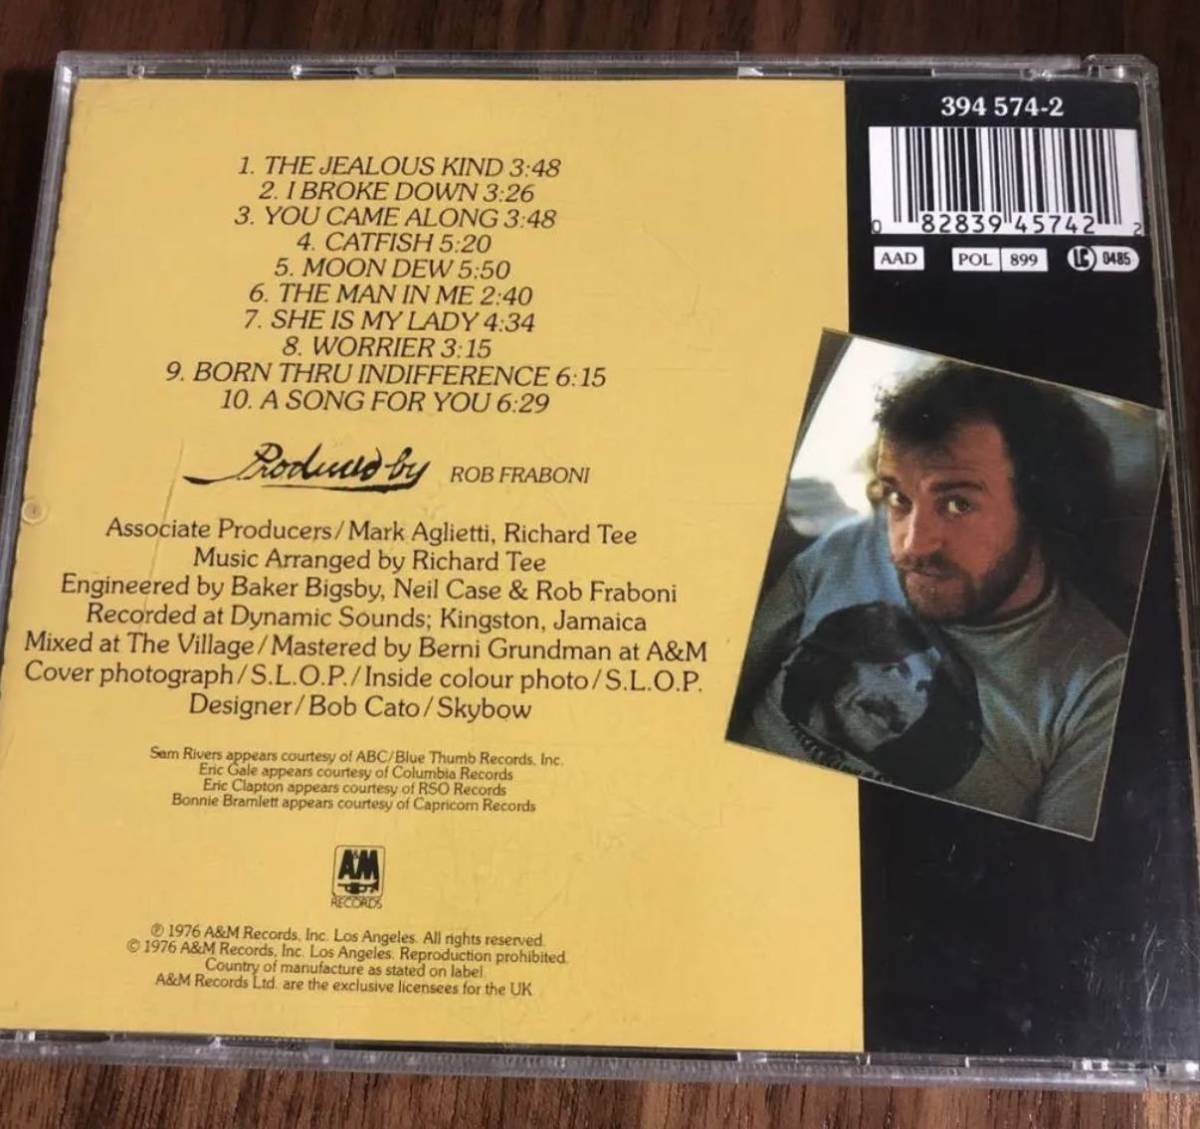 394 574-2
0 82839 45742 2
AAD POL 899 LC 0485
1. THE JEALOUS KIND 3:48
2. I BROKE DOWN 3:26
3. YOU CAME ALONG 3:48
4. CATFISH 5:20
5. MOON DEW 5:50
6. THE MAN IN ME 2:40
7. SHE IS MY LADY 4:34
8. WORRIER 3:15
9. BORN THRU INDIFFERENCE 6:15
10. A SONG FOR YOU 6:29
Produced by ROB FRABONI
Associate Producers/Mark Aglietti, Richard Tee
Music Arranged by Richard Tee
Engineered by Baker Bigsby, Neil Case & Rob Fraboni
Recorded at Dynamic Sounds; Kingston, Jamaica
Mixed at The Village/Mastered by Berni Grundman at A&M
Cover photograph/S.L.O.P./Inside colour photo/S.L.O.P.
Designer/Bob Cato/Skybow
Sam Rivers appears courtesy of ABC/Blue Thumb Records, Inc.
Eric Gale appears courtesy of Columbia Records
Eric Clapton appears courtesy of RSO Records
Bonnie Bramlett appears courtesy of Capricorn Records
A&M
RECORDS
℗ 1976 A&M Records, Inc. Los Angeles. All rights reserved.
© 1976 A&M Records, Inc. Los Angeles. Reproduction prohibited.
Country of manufacture as stated on label.
A&M Records Ltd. are the exclusive licensees for the UK